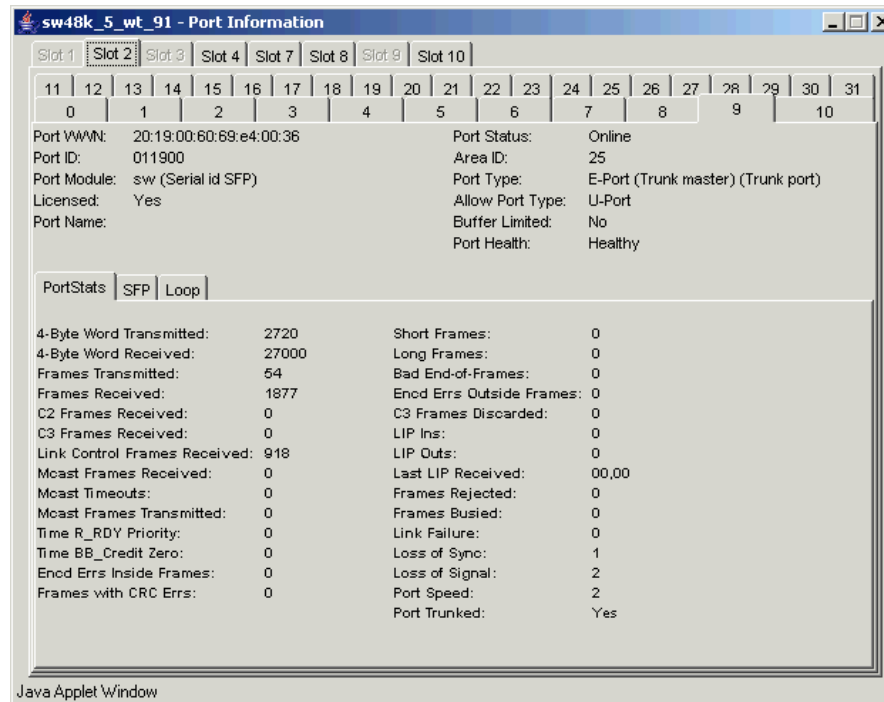 sw48k_5_wt_91 - Port Information
Slot 1 Slot 2 Slot 3 Slot 4 Slot 7 Slot 8 Slot 9 Slot 10
11 12 13 14 15 16 17 18 19 20 21 22 23 24 25 26 27 28 29 30 31
0 1 2 3 4 5 6 7 8 9 10
Port WWN: 20:19:00:60:69:e4:00:36 Port Status: Online
Port ID: 011900 Area ID: 25
Port Module: sw (Serial id SFP) Port Type: E-Port (Trunk master) (Trunk port)
Licensed: Yes Allow Port Type: U-Port
Port Name: Buffer Limited: No
Port Health: Healthy
PortStats SFP Loop
4-Byte Word Transmitted: 2720 Short Frames: 0
4-Byte Word Received: 27000 Long Frames: 0
Frames Transmitted: 54 Bad End-of-Frames: 0
Frames Received: 1877 Encd Errs Outside Frames: 0
C2 Frames Received: 0 C3 Frames Discarded: 0
C3 Frames Received: 0 LIP Ins: 0
Link Control Frames Received: 918 LIP Outs: 0
Mcast Frames Received: 0 Last LIP Received: 00,00
Mcast Timeouts: 0 Frames Rejected: 0
Mcast Frames Transmitted: 0 Frames Busied: 0
Time R_RDY Priority: 0 Link Failure: 0
Time BB_Credit Zero: 0 Loss of Sync: 1
Encd Errs Inside Frames: 0 Loss of Signal: 2
Frames with CRC Errs: 0 Port Speed: 2
Port Trunked: Yes
Java Applet Window